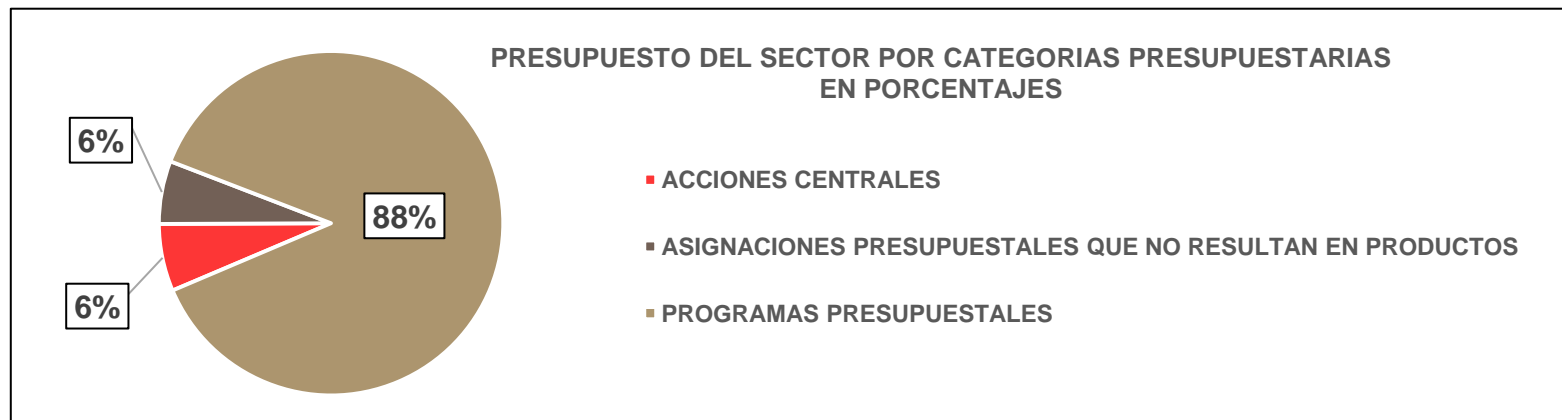 PRESUPUESTO DEL SECTOR POR CATEGORIAS PRESUPUESTARIAS
EN PORCENTAJES
6%
88%
6%
ACCIONES CENTRALES
ASIGNACIONES PRESUPUESTALES QUE NO RESULTAN EN PRODUCTOS
PROGRAMAS PRESUPUESTALES